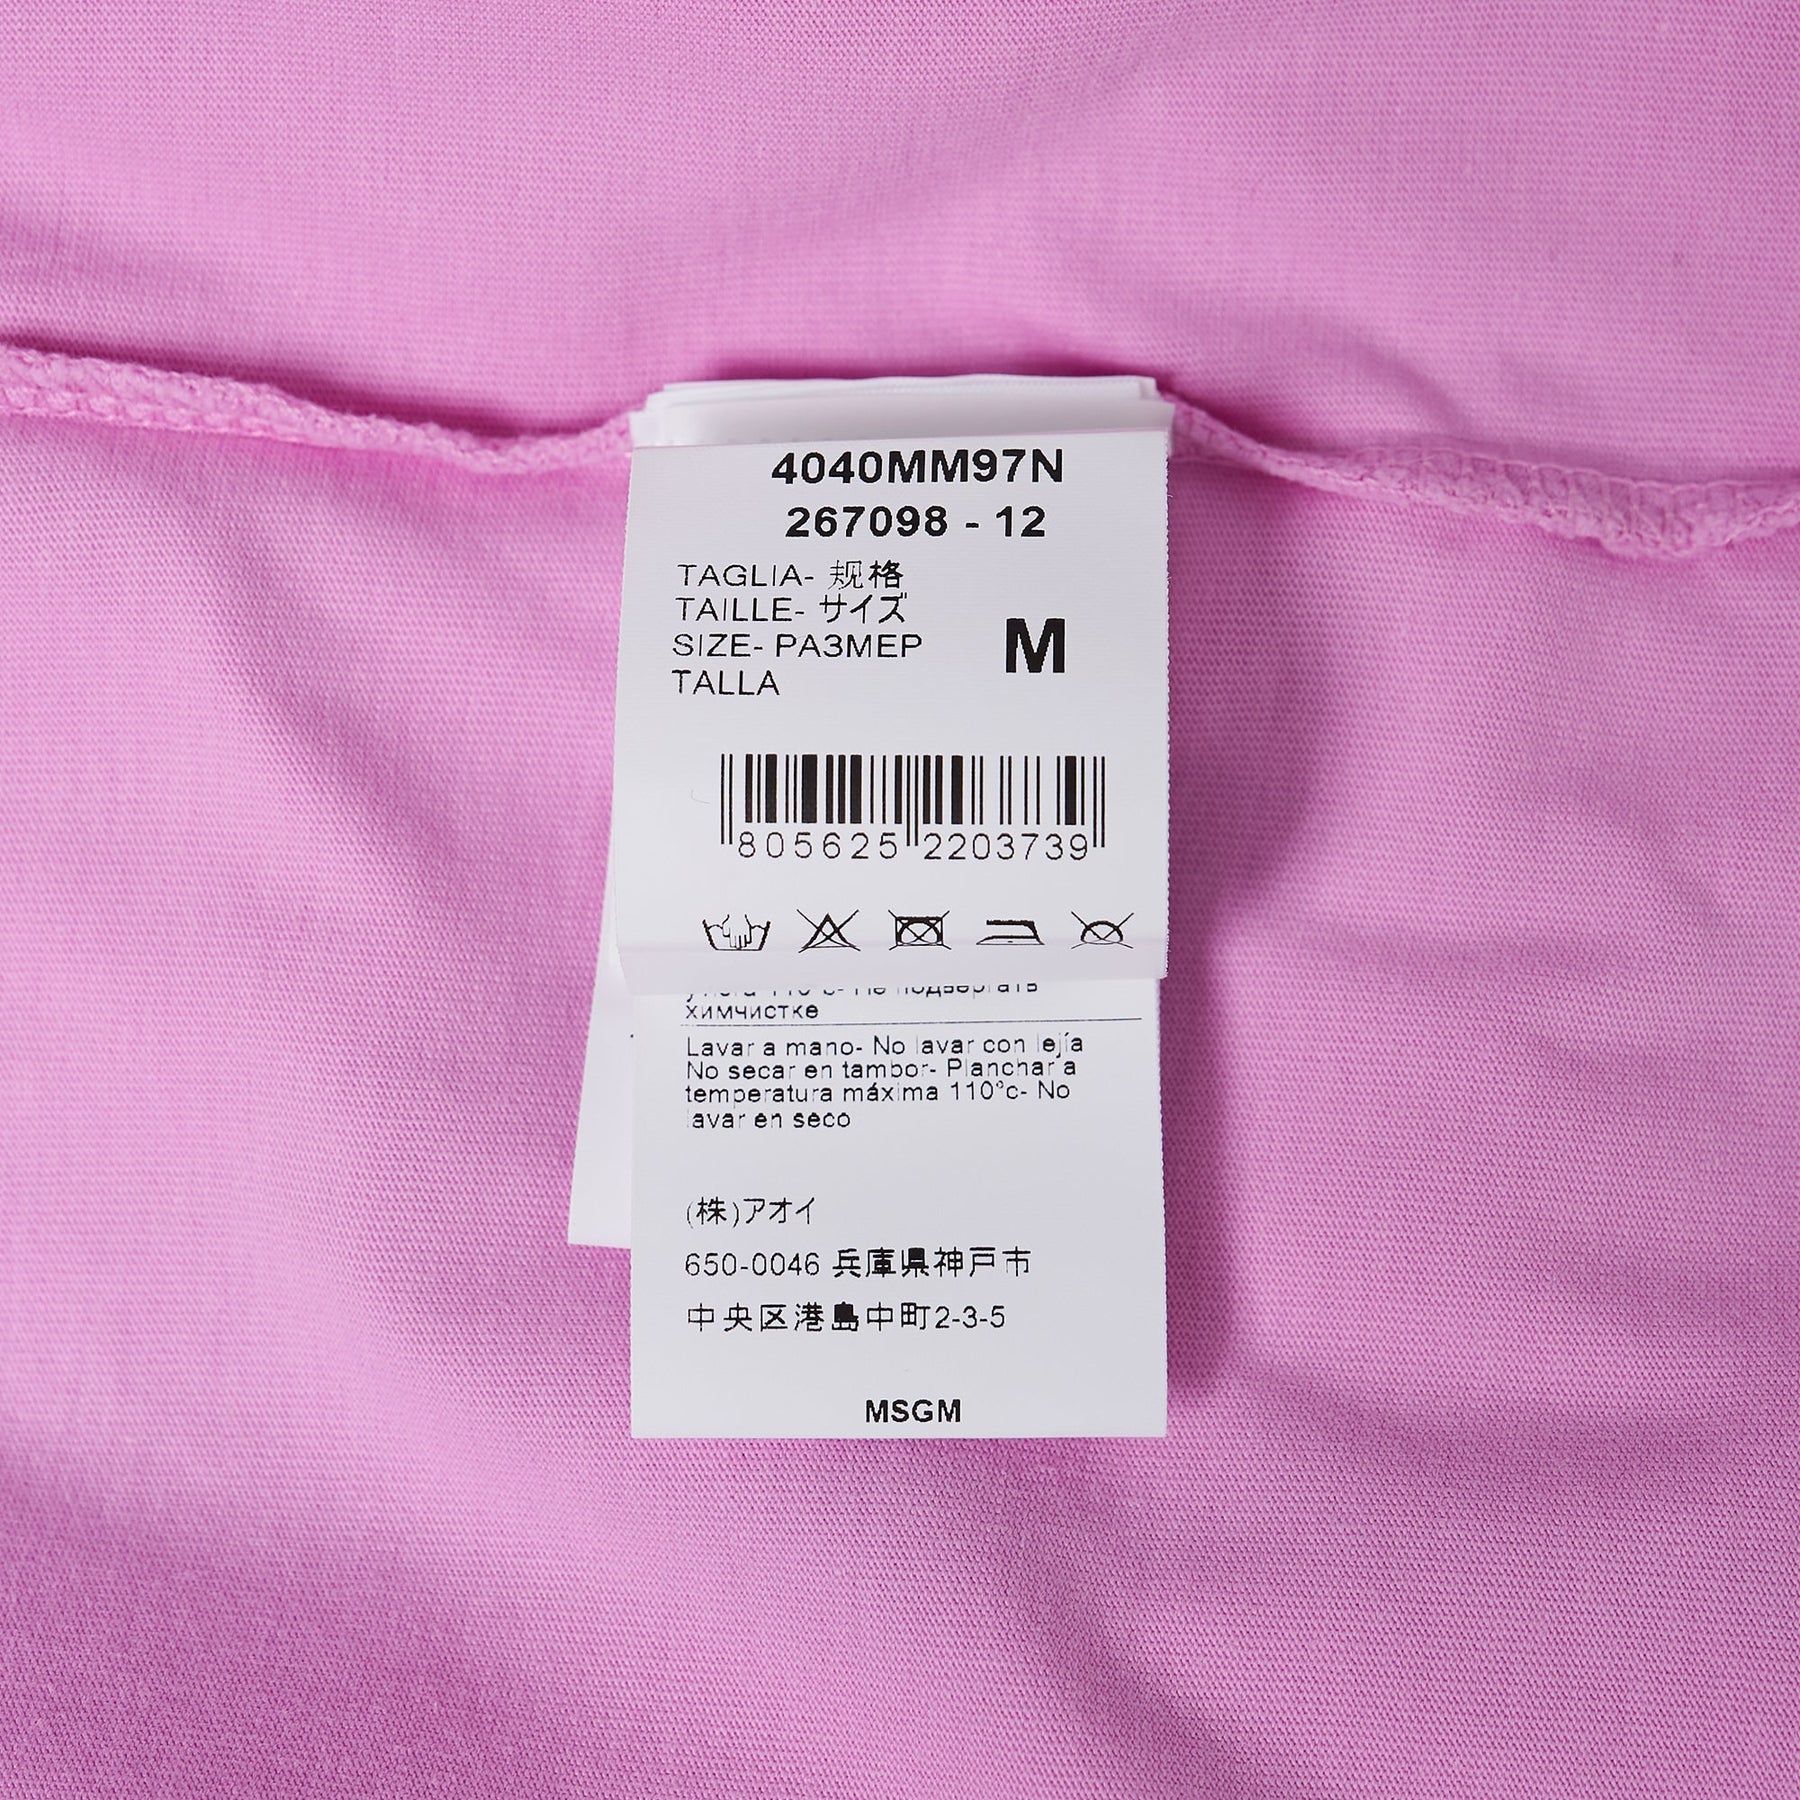 4040MM97N
267098 - 12
TAGLIA- 规格
TAILLE- サイズ
SIZE- РАЗМЕР
TALLA
M
805625 2203739
110°c- Не подвергать
химчистке
Lavar a mano- No lavar con lejía
No secar en tambor- Planchar a
temperatura máxima 110°c- No
lavar en seco
(株)アオイ
650-0046 兵庫県神戸市
中央区港島中町2-3-5
MSGM